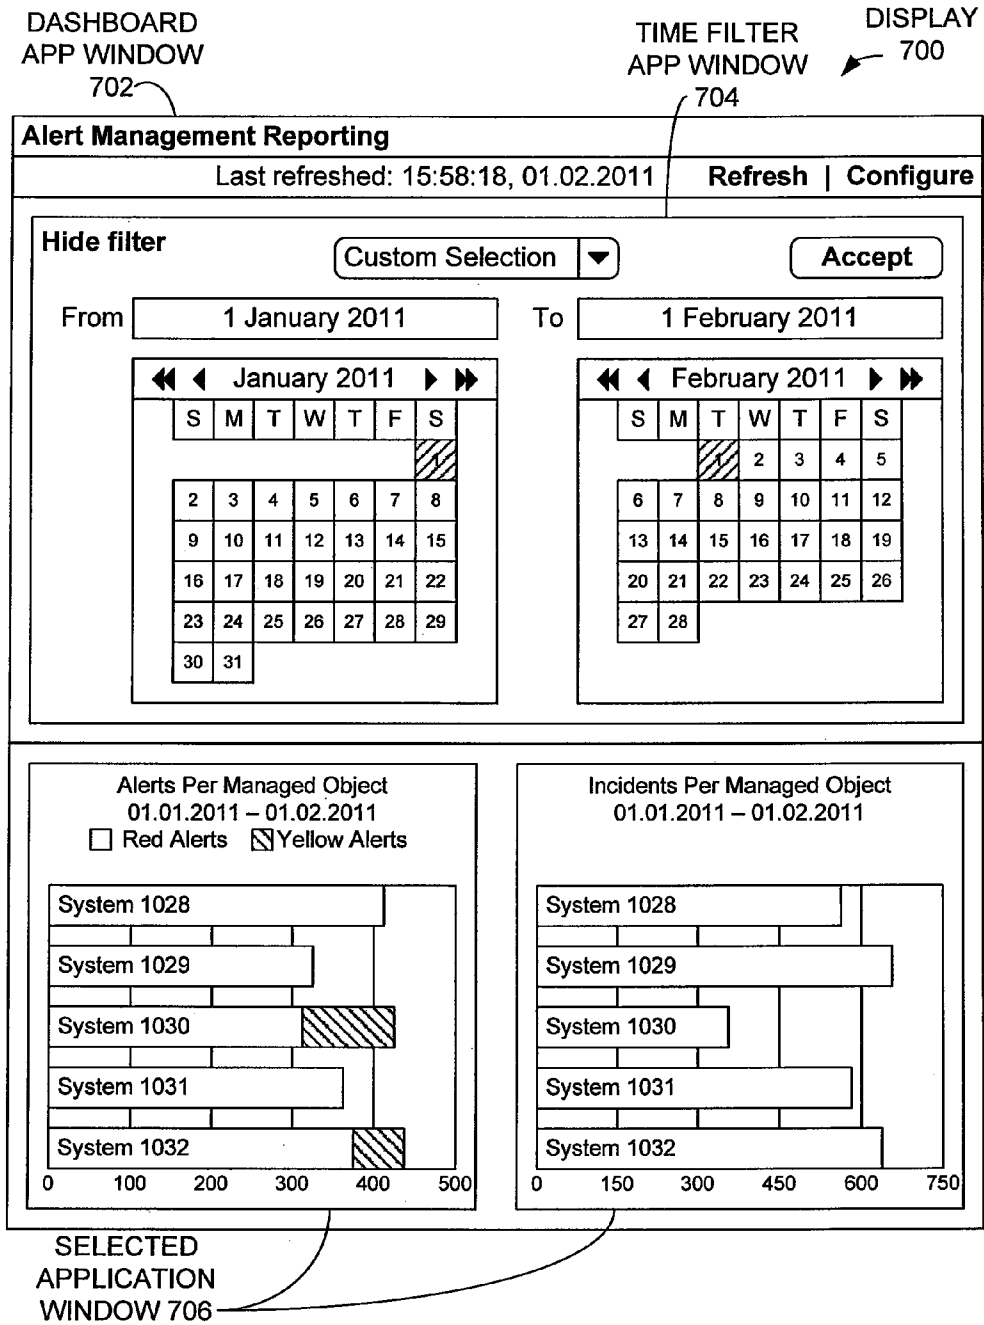 DASHBOARD
APP WINDOW
702
TIME FILTER
APP WINDOW
704
DISPLAY
700
Alert Management Reporting
Last refreshed: 15:58:18, 01.02.2011 Refresh | Configure
Hide filter
Custom Selection
Accept
From 1 January 2011
To 1 February 2011
January 2011
S M T W T F S
1
2 3 4 5 6 7 8
9 10 11 12 13 14 15
16 17 18 19 20 21 22
23 24 25 26 27 28 29
30 31
February 2011
S M T W T F S
1 2 3 4 5
6 7 8 9 10 11 12
13 14 15 16 17 18 19
20 21 22 23 24 25 26
27 28
Alerts Per Managed Object
01.01.2011 – 01.02.2011
Red Alerts Yellow Alerts
System 1028
System 1029
System 1030
System 1031
System 1032
0 100 200 300 400 500
Incidents Per Managed Object
01.01.2011 – 01.02.2011
System 1028
System 1029
System 1030
System 1031
System 1032
0 150 300 450 600 750
SELECTED
APPLICATION
WINDOW 706